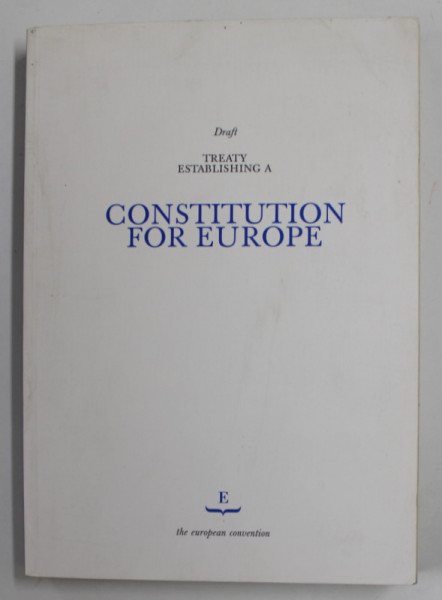 Draft
TREATY
ESTABLISHING A
CONSTITUTION
FOR EUROPE
E
the european convention